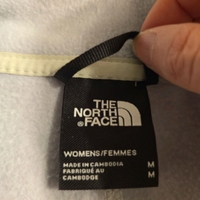 THE
NORTH
FACE
WOMENS/FEMMES
MADE IN CAMBODIA M
FABRIQUÉ AU M
CAMBODGE